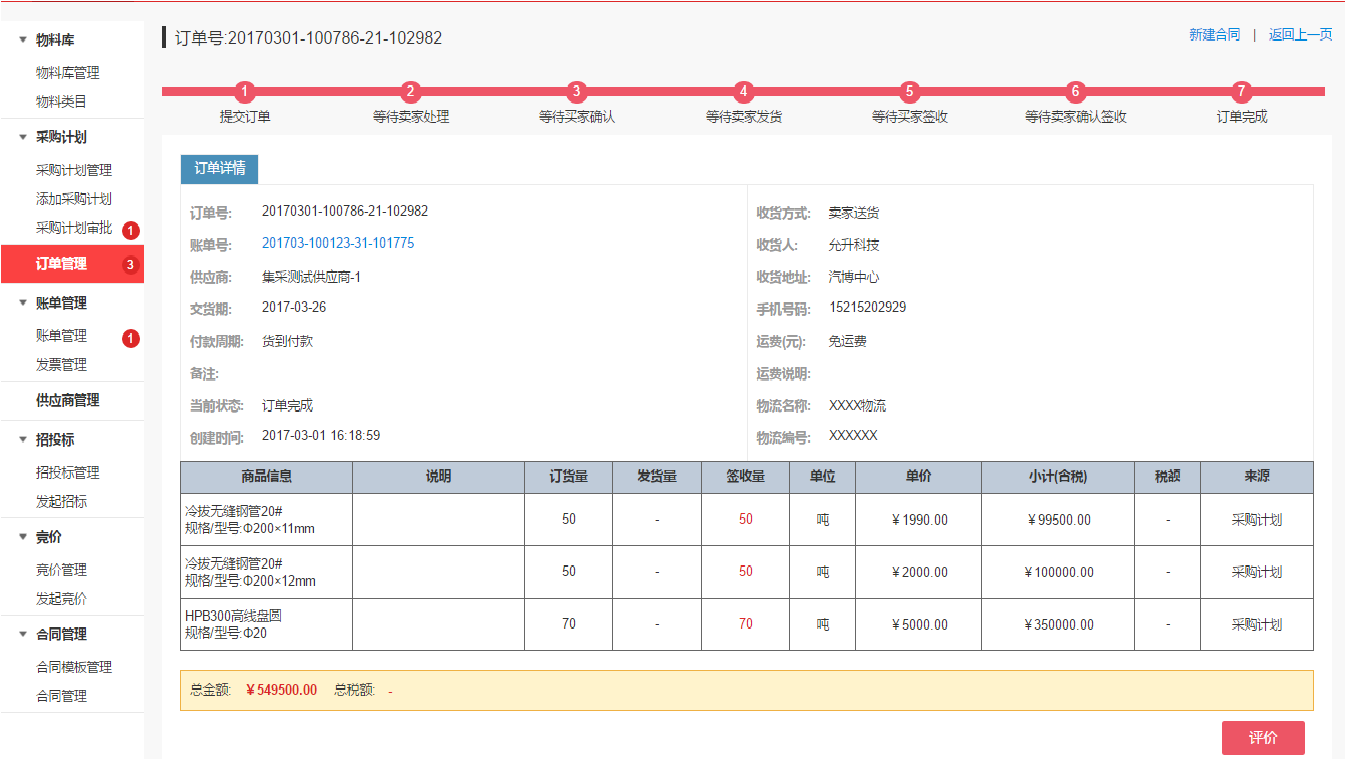 物料库
物料库管理
物料类目
采购计划
采购计划管理
添加采购计划
采购计划审批 1
订单管理 3
账单管理
账单管理 1
发票管理
供应商管理
招投标
招投标管理
发起招标
竞价
竞价管理
发起竞价
合同管理
合同模板管理
合同管理
订单号:20170301-100786-21-102982
新建合同 | 返回上一页
1 2 3 4 5 6 7
提交订单 等待卖家处理 等待买家确认 等待卖家发货 等待买家签收 等待卖家确认签收 订单完成
订单详情
订单号: 20170301-100786-21-102982
账单号: 201703-100123-31-101775
供应商: 集采测试供应商-1
交货期: 2017-03-26
付款周期: 货到付款
备注:
当前状态: 订单完成
创建时间: 2017-03-01 16:18:59
收货方式: 卖家送货
收货人: 允升科技
收货地址: 汽博中心
手机号码: 15215202929
运费(元): 免运费
运费说明:
物流名称: XXXX物流
物流编号: XXXXXX
商品信息 说明 订货量 发货量 签收量 单位 单价 小计(含税) 税额 来源
冷拔无缝钢管20#
规格/型号:Φ200×11mm 50 - 50 吨 ¥1990.00 ¥99500.00 - 采购计划
冷拔无缝钢管20#
规格/型号:Φ200×12mm 50 - 50 吨 ¥2000.00 ¥100000.00 - 采购计划
HPB300高线盘圆
规格/型号:Φ20 70 - 70 吨 ¥5000.00 ¥350000.00 - 采购计划
总金额: ¥549500.00 总税额: -
评价